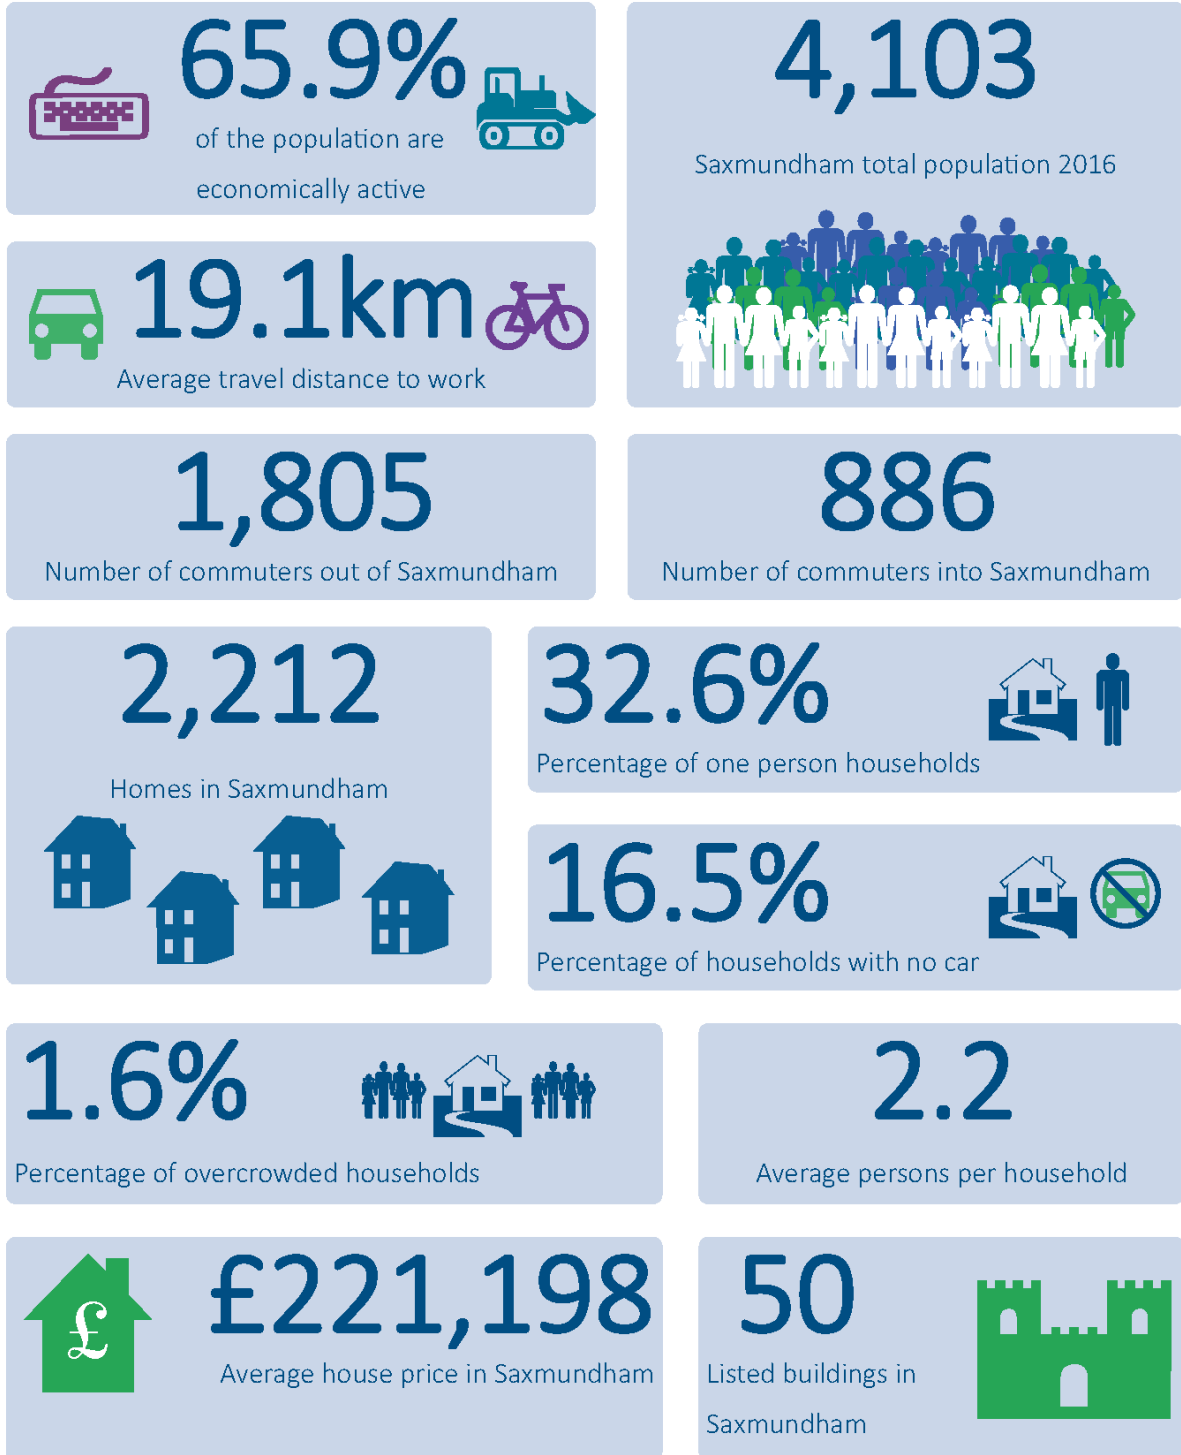 65.9%
of the population are
economically active
4,103
Saxmundham total population 2016
19.1km
Average travel distance to work
1,805
Number of commuters out of Saxmundham
886
Number of commuters into Saxmundham
2,212
Homes in Saxmundham
32.6%
Percentage of one person households
16.5%
Percentage of households with no car
1.6%
Percentage of overcrowded households
2.2
Average persons per household
£
£221,198
Average house price in Saxmundham
50
Listed buildings in
Saxmundham